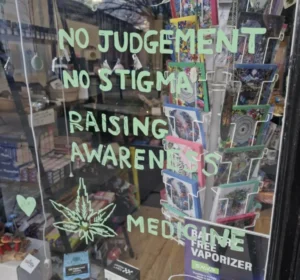 NO JUDGEMENT
NO STIGMA
RAISING
AWARENESS
MEDICINE
FREE
VAPORIZER